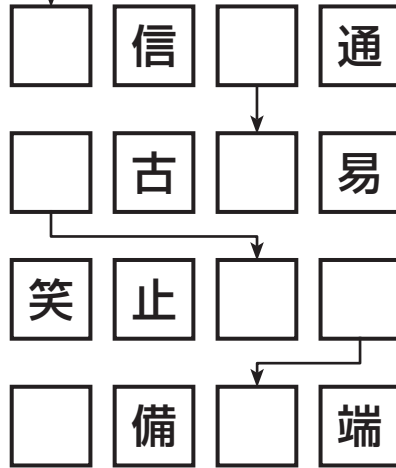 信 通
古 易
笑 止
備 端